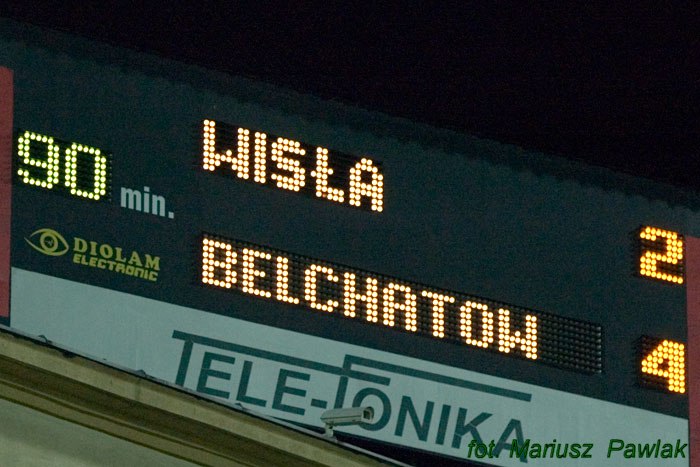 WISŁA 2
90 min.
BELCHATOW 4
DIOLAM
ELECTRONIC
TELE-FONIKA
fot Mariusz Pawlak